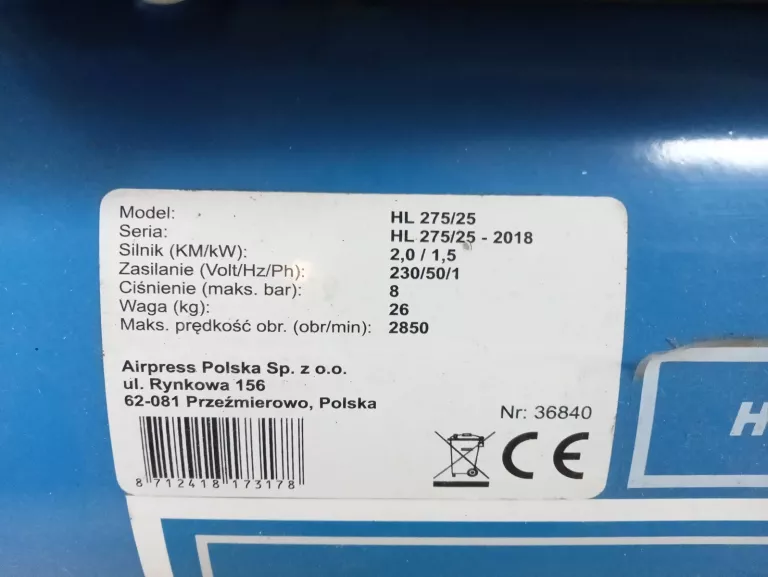 Model: HL 275/25
Seria: HL 275/25 - 2018
Silnik (KM/kW): 2,0 / 1,5
Zasilanie (Volt/Hz/Ph): 230/50/1
Ciśnienie (maks. bar): 8
Waga (kg): 26
Maks. prędkość obr. (obr/min): 2850
Airpress Polska Sp. z o.o.
ul. Rynkowa 156
62-081 Przeźmierowo, Polska
Nr: 36840
H
CE
8 712418 173178